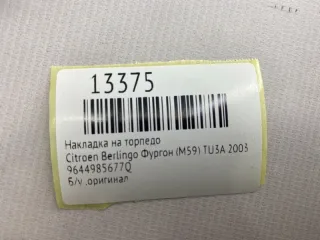 13375
Накладка на торпедо
Citroen Berlingo Фургон (M59) TU3A 2003
9644985677Q
Б/у ,оригинал